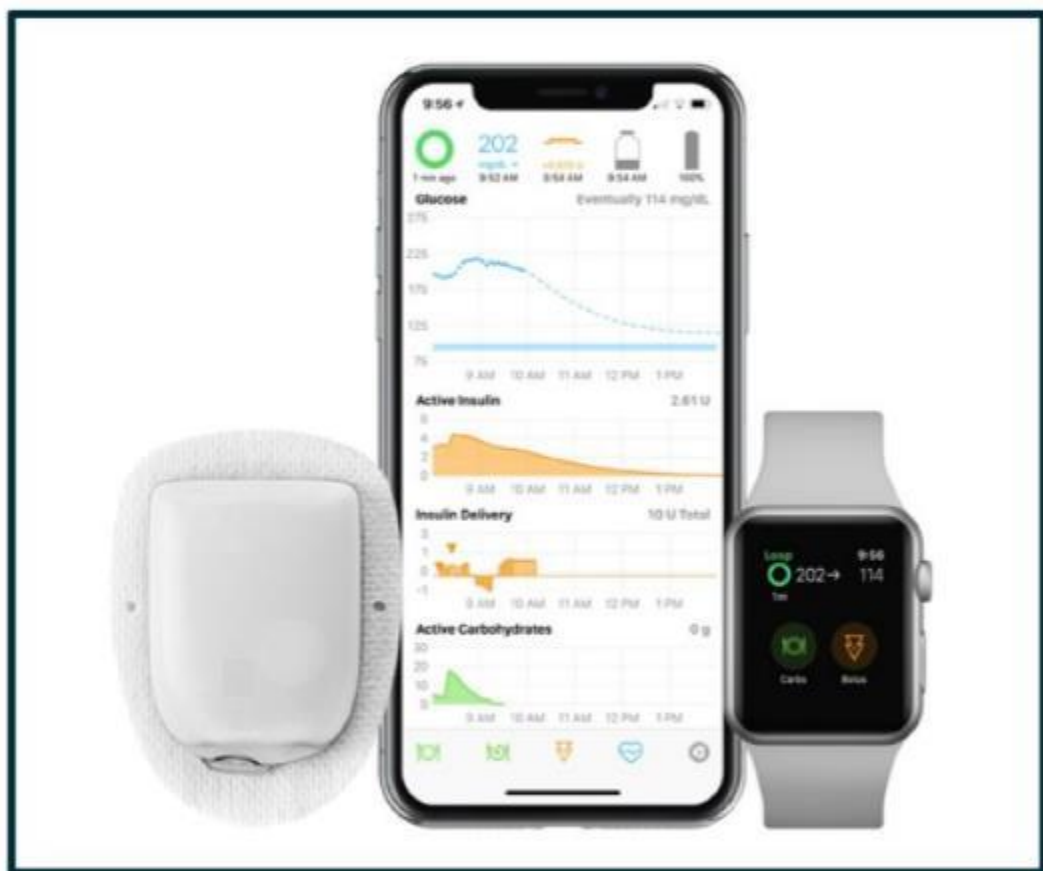 9:56
202
mg/dL
1 min ago 9:52 AM 9:54 AM 9:54 AM 100%
Glucose Eventually 114 mg/dL
275
225
175
125
75
9 AM 10 AM 11 AM 12 PM 1 PM
Active Insulin 2.61 U
6
4
2
0
9 AM 10 AM 11 AM 12 PM 1 PM
Insulin Delivery 10 U Total
2
1
0
-1
9 AM 10 AM 11 AM 12 PM 1 PM
Active Carbohydrates 0 g
30
20
10
0
9 AM 10 AM 11 AM 12 PM 1 PM
Loop 9:56
202→ 114
1m
Carbs Bolus